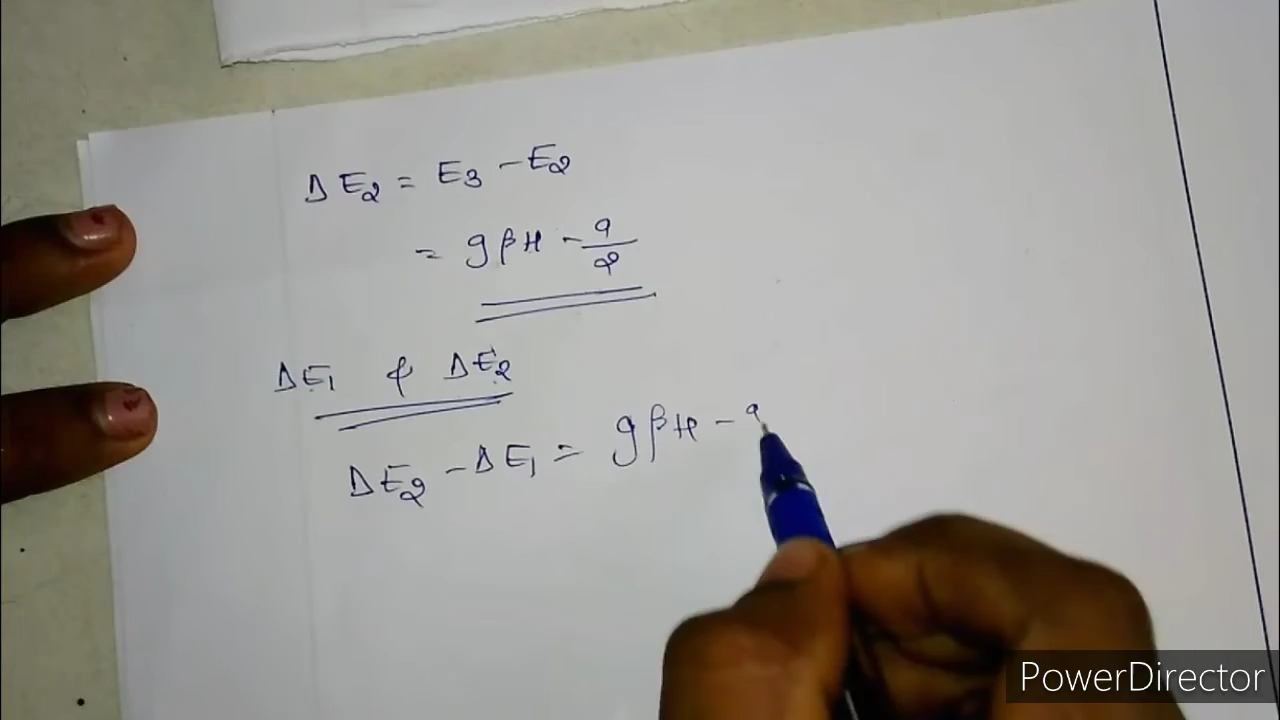 ΔE₂ = E₃ - E₂
= gβH - a/2
ΔE₁ & ΔE₂
ΔE₂ - ΔE₁ = gβH - a
PowerDirector